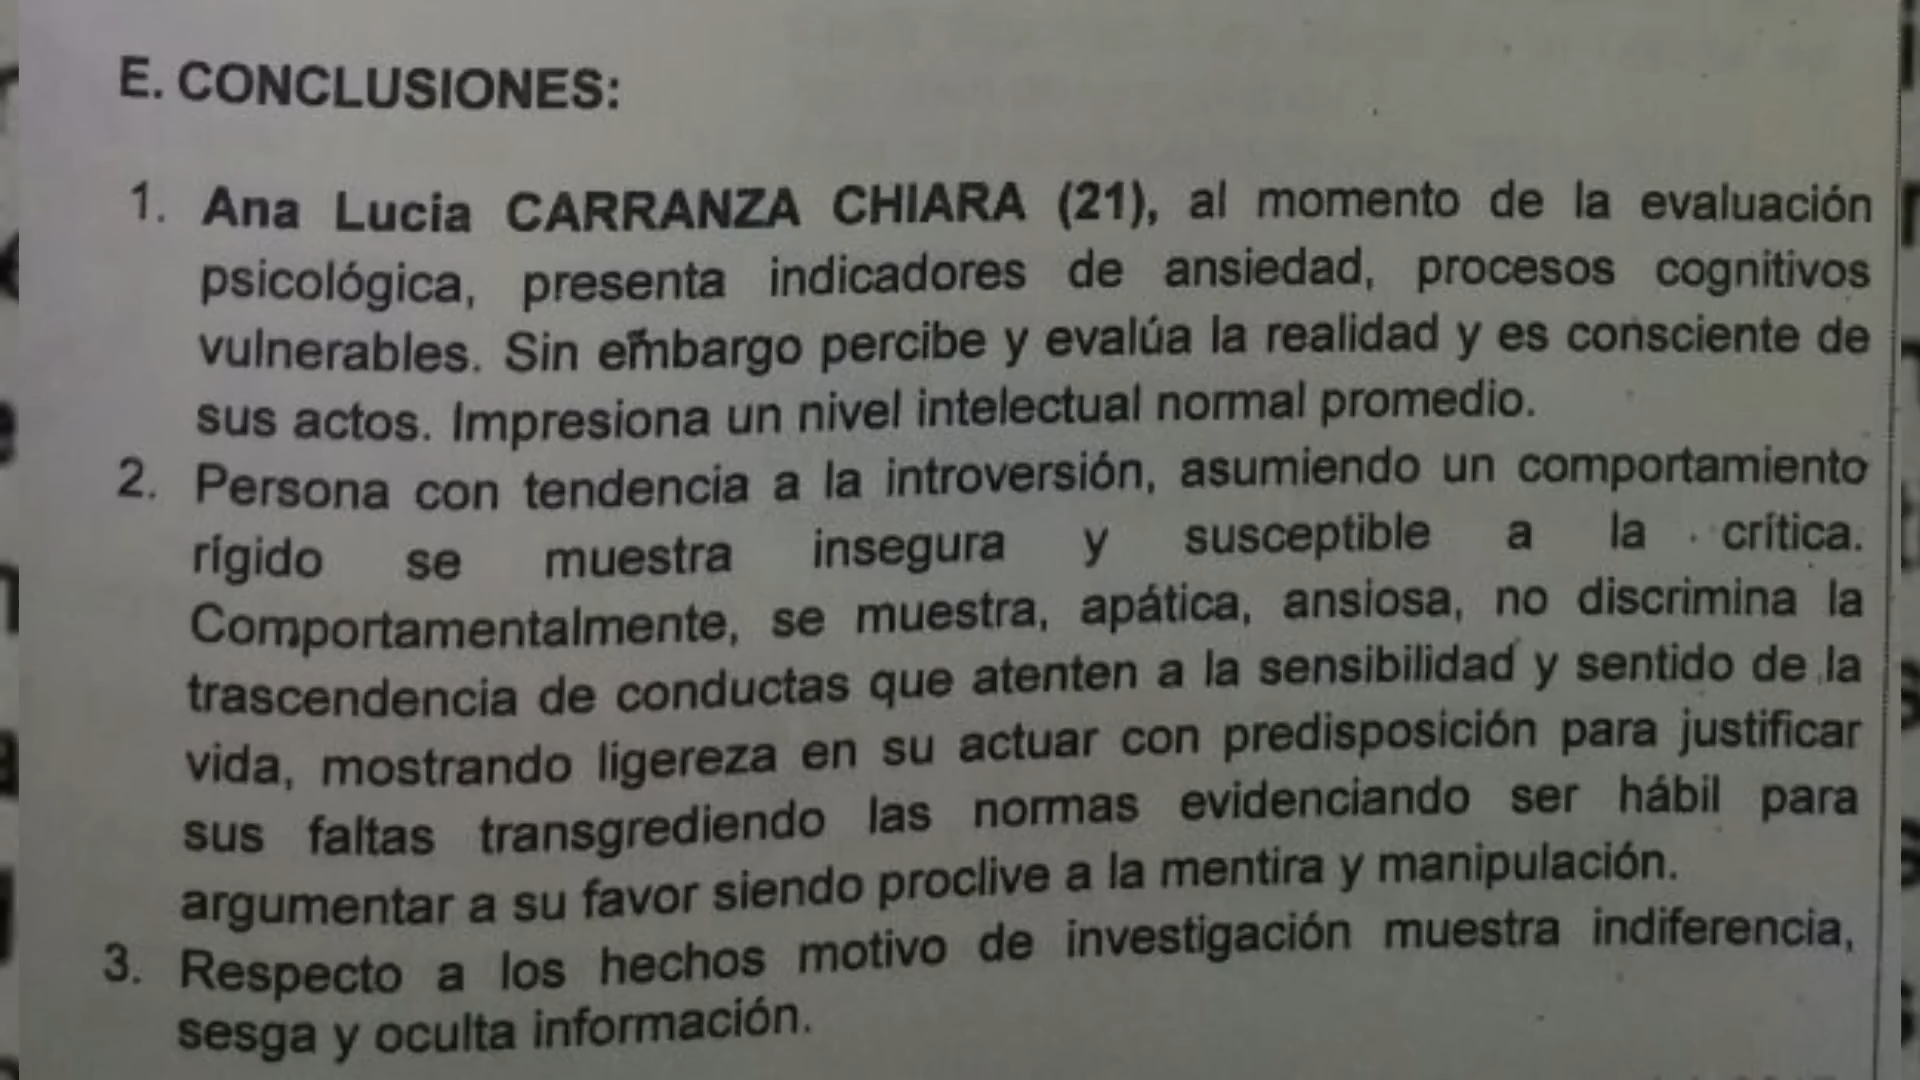 E. CONCLUSIONES:
1. Ana Lucia CARRANZA CHIARA (21), al momento de la evaluación
psicológica, presenta indicadores de ansiedad, procesos cognitivos
vulnerables. Sin embargo percibe y evalúa la realidad y es consciente de
sus actos. Impresiona un nivel intelectual normal promedio.
2. Persona con tendencia a la introversión, asumiendo un comportamiento
rígido se muestra insegura y susceptible a la crítica.
Comportamentalmente, se muestra, apática, ansiosa, no discrimina la
trascendencia de conductas que atenten a la sensibilidad y sentido de la
vida, mostrando ligereza en su actuar con predisposición para justificar
sus faltas transgrediendo las normas evidenciando ser hábil para
argumentar a su favor siendo proclive a la mentira y manipulación.
3. Respecto a los hechos motivo de investigación muestra indiferencia,
sesga y oculta información.